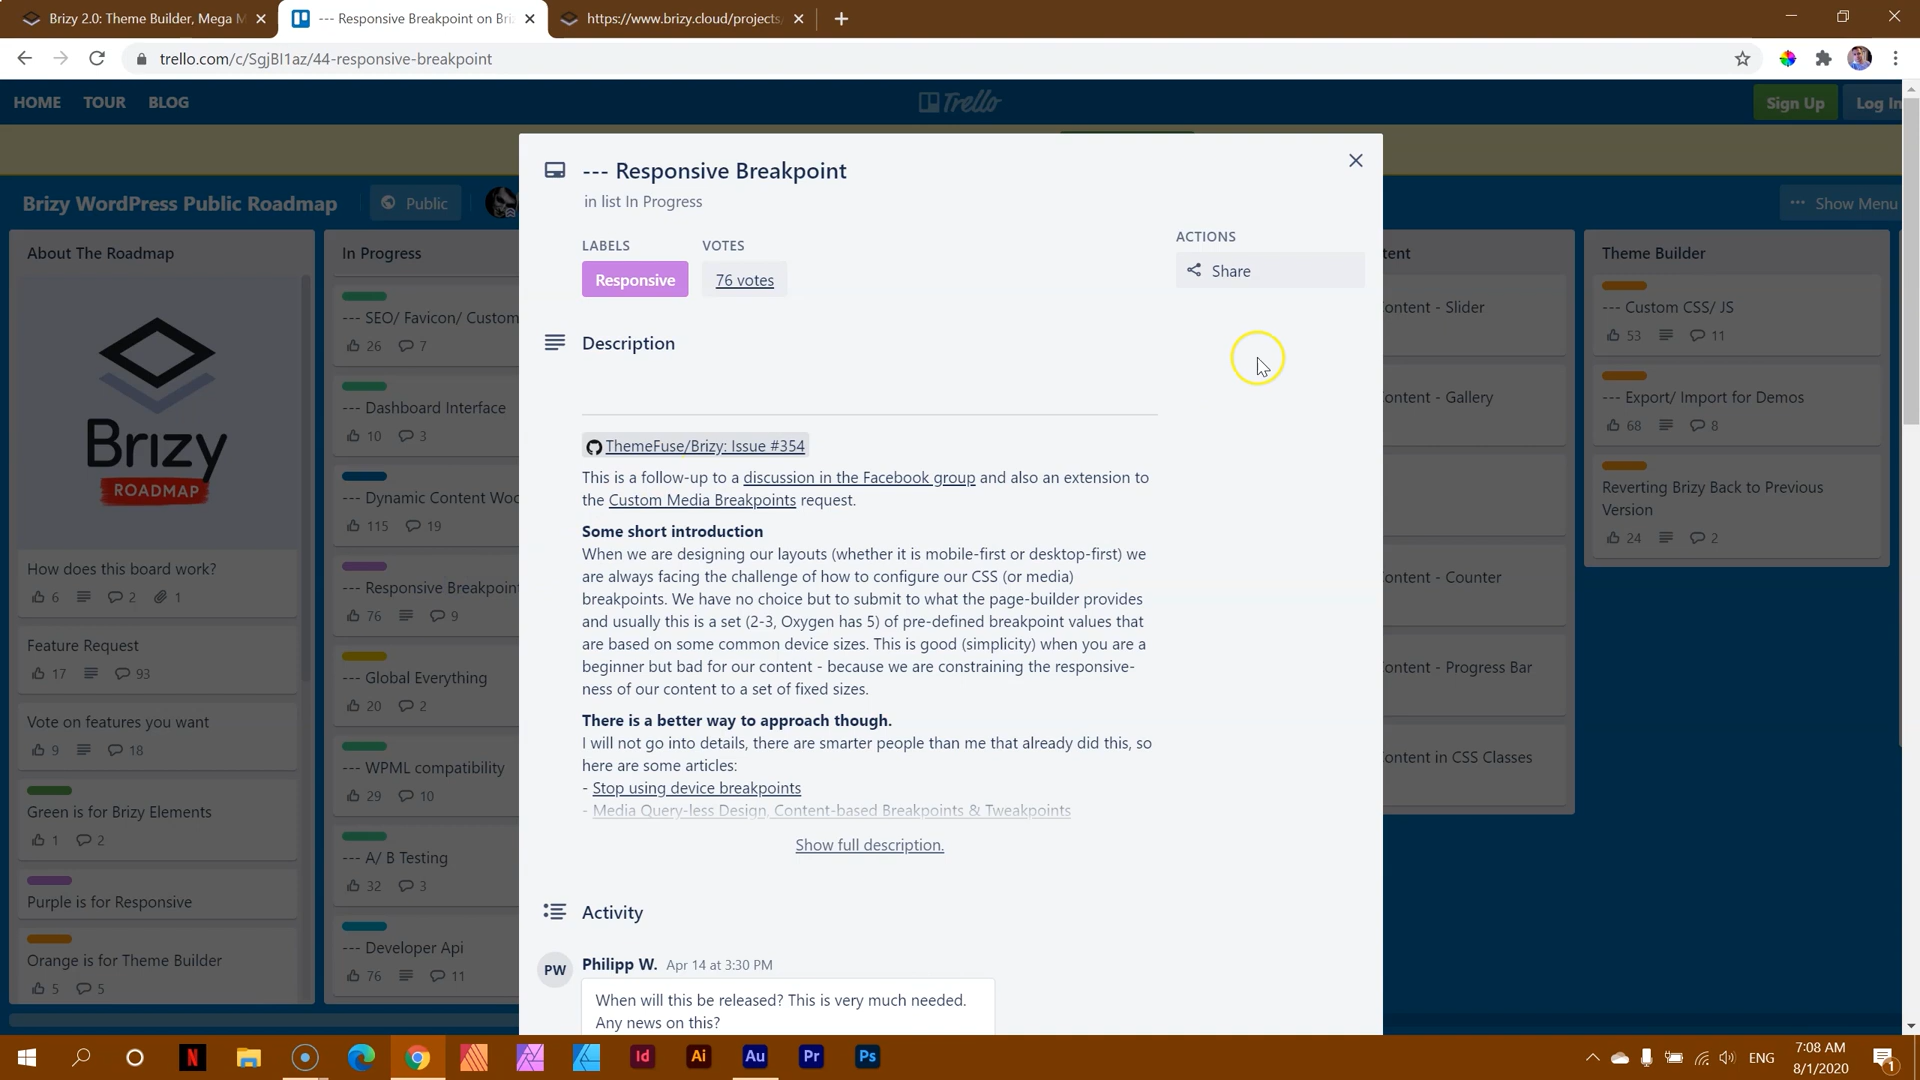 Brizy 2.0: Theme Builder, Mega M
--- Responsive Breakpoint on Bri
https://www.brizy.cloud/projects
trello.com/c/SgjBI1az/44-responsive-breakpoint
HOME TOUR BLOG
Trello
Sign Up
Log In
Brizy WordPress Public Roadmap
Public
Show Menu
About The Roadmap
Brizy
ROADMAP
How does this board work?
6 2 1
Feature Request
17 93
Vote on features you want
9 18
Green is for Brizy Elements
1 2
Purple is for Responsive
Orange is for Theme Builder
5 5
In Progress
--- SEO/ Favicon/ Custom
26 7
--- Dashboard Interface
10 3
--- Dynamic Content Woo
115 19
--- Responsive Breakpoint
76 9
--- Global Everything
20 2
--- WPML compatibility
29 10
--- A/ B Testing
32 3
--- Developer Api
76 11
--- Responsive Breakpoint
in list In Progress
LABELS
Responsive
VOTES
76 votes
ACTIONS
Share
Description
ThemeFuse/Brizy: Issue #354
This is a follow-up to a discussion in the Facebook group and also an extension to
the Custom Media Breakpoints request.
Some short introduction
When we are designing our layouts (whether it is mobile-first or desktop-first) we
are always facing the challenge of how to configure our CSS (or media)
breakpoints. We have no choice but to submit to what the page-builder provides
and usually this is a set (2-3, Oxygen has 5) of pre-defined breakpoint values that
are based on some common device sizes. This is good (simplicity) when you are a
beginner but bad for our content - because we are constraining the responsive-
ness of our content to a set of fixed sizes.
There is a better way to approach though.
I will not go into details, there are smarter people than me that already did this, so
here are some articles:
- Stop using device breakpoints
- Media Query-less Design, Content-based Breakpoints & Tweakpoints
Show full description.
Activity
PW
Philipp W. Apr 14 at 3:30 PM
When will this be released? This is very much needed.
Any news on this?
tent
ontent - Slider
ontent - Gallery
ontent - Counter
ontent - Progress Bar
ontent in CSS Classes
Theme Builder
--- Custom CSS/ JS
53 11
--- Export/ Import for Demos
68 8
Reverting Brizy Back to Previous
Version
24 2
N
Id
Ai
Au
Pr
Ps
ENG
7:08 AM
8/1/2020
1